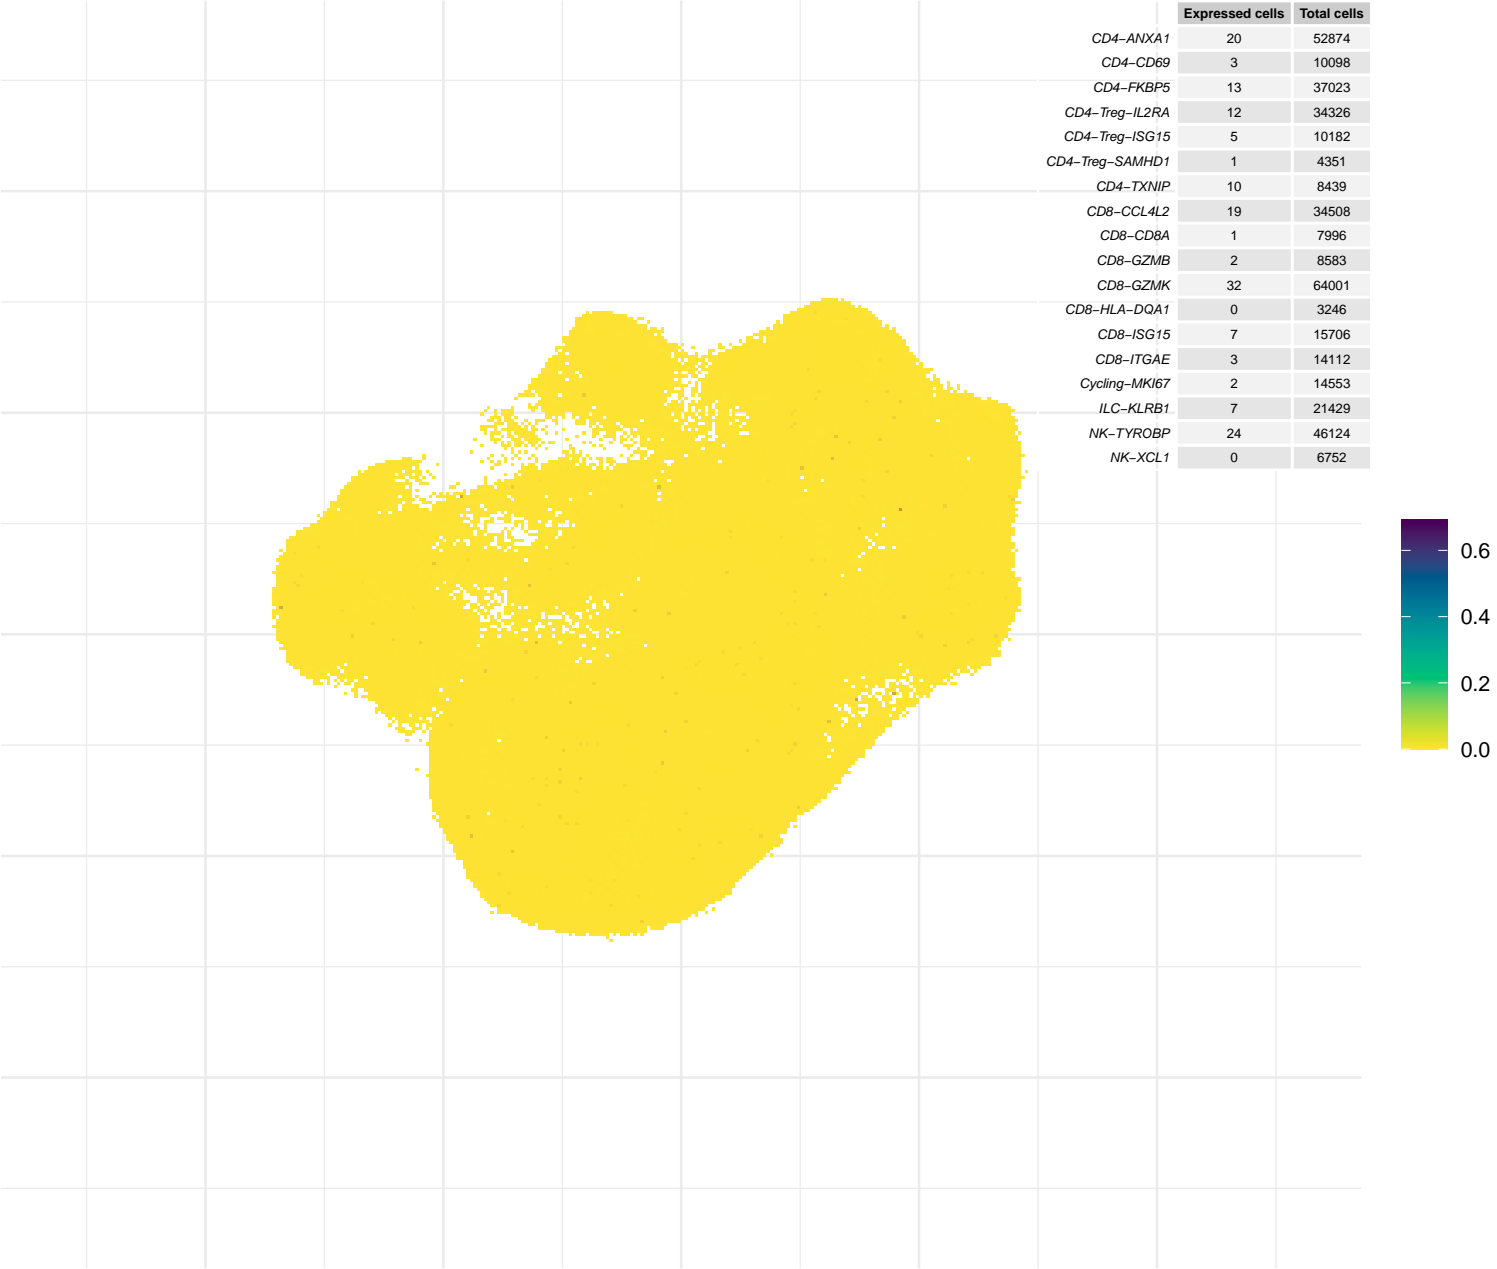 Expressed cells Total cells
CD4−ANXA1 20 52874
CD4−CD69 3 10098
CD4−FKBP5 13 37023
CD4−Treg−IL2RA 12 34326
CD4−Treg−ISG15 5 10182
CD4−Treg−SAMHD1 1 4351
CD4−TXNIP 10 8439
CD8−CCL4L2 19 34508
CD8−CD8A 1 7996
CD8−GZMB 2 8583
CD8−GZMK 32 64001
CD8−HLA−DQA1 0 3246
CD8−ISG15 7 15706
CD8−ITGAE 3 14112
Cycling−MKI67 2 14553
ILC−KLRB1 7 21429
NK−TYROBP 24 46124
NK−XCL1 0 6752
0.6
0.4
0.2
0.0